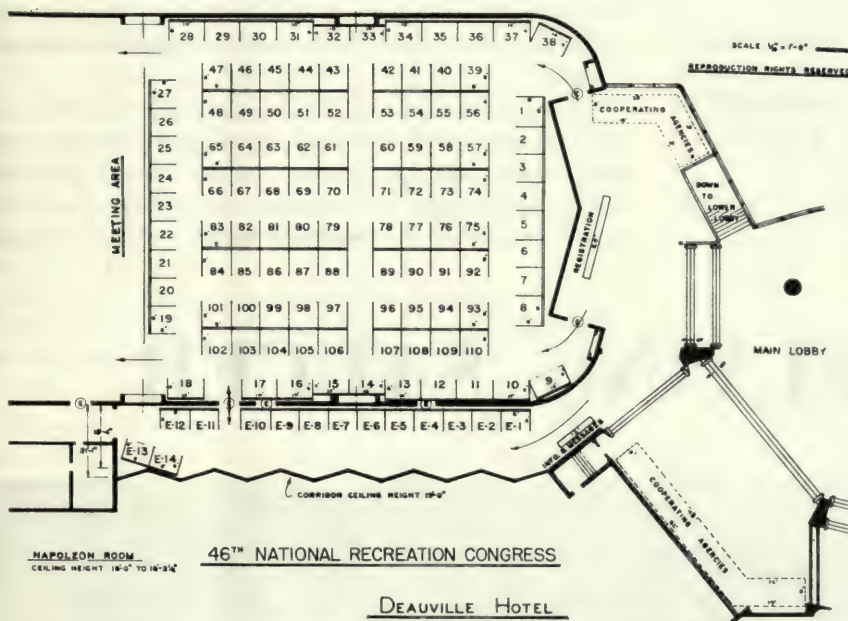 28 29 30 31 32 33 34 35 36 37 38
SCALE 1/16" = 1'-0"
REPRODUCTION RIGHTS RESERVED
47 46 45 44 43 42 41 40 39
48 49 50 51 52 53 54 55 56
65 64 63 62 61 60 59 58 57
66 67 68 69 70 71 72 73 74
83 82 81 80 79 78 77 76 75
84 85 86 87 88 89 90 91 92
101 100 99 98 97 96 95 94 93
102 103 104 105 106 107 108 109 110
27
26
25
24
23
22
21
20
19
MEETING AREA
1
2
3
4
5
6
7
8
REGISTRATION
COOPERATING
AGENCIES
DOWN
TO
LOWER
LOBBY
MAIN LOBBY
18 17 16 15 14 13 12 11 10 9
E-12 E-11 E-10 E-9 E-8 E-7 E-6 E-5 E-4 E-3 E-2 E-1
E-13 E-14
CORRIDOR CEILING HEIGHT
COOPERATING
AGENCIES
NAPOLEON ROOM
CEILING HEIGHT
46TH NATIONAL RECREATION CONGRESS
DEAUVILLE HOTEL